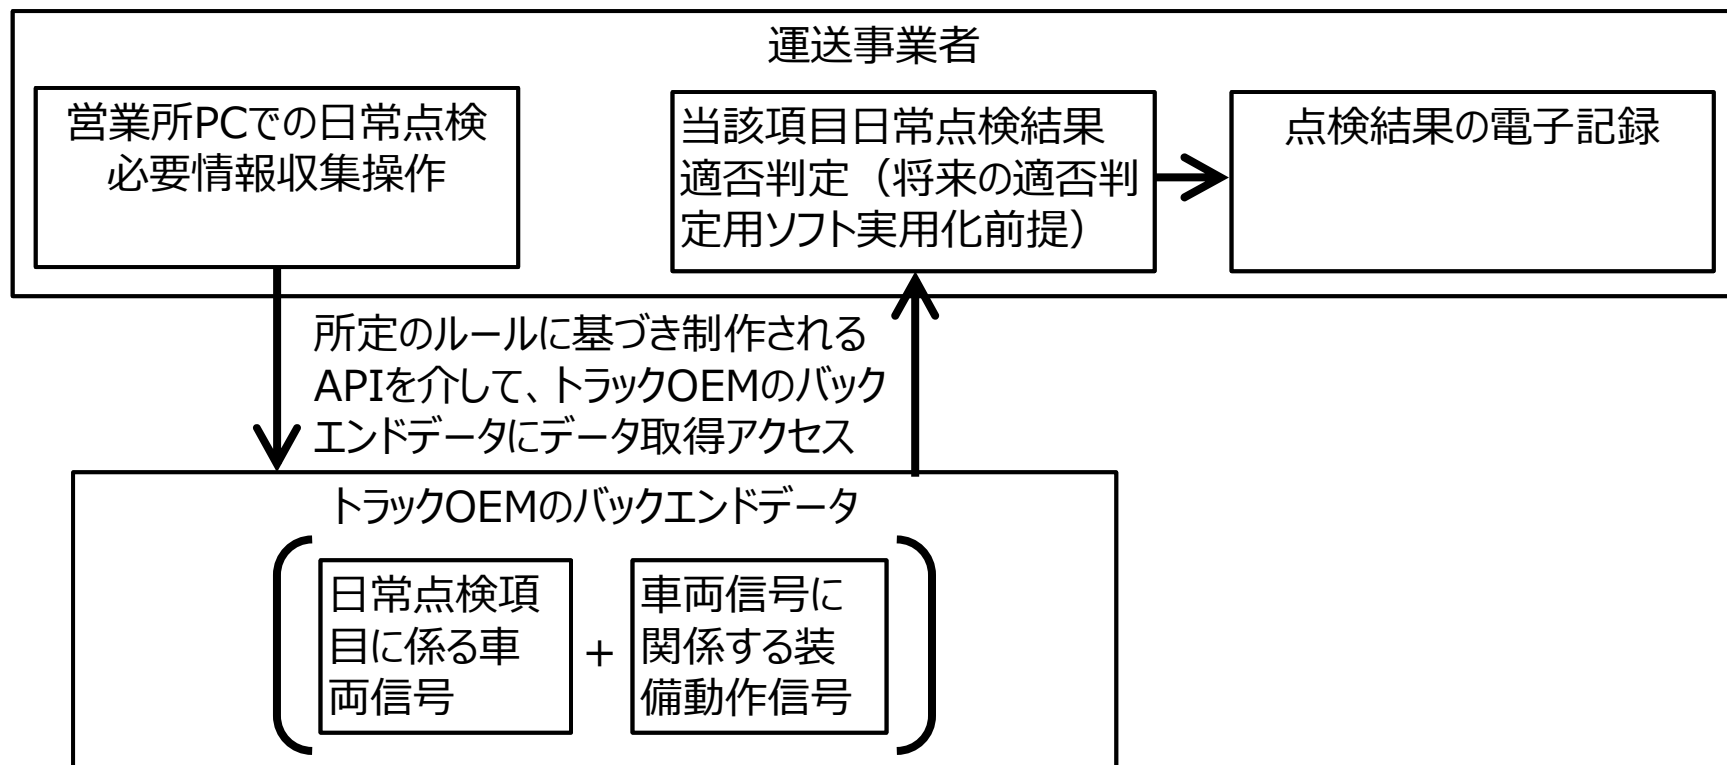 運送事業者
営業所PCでの日常点検
必要情報収集操作
当該項目日常点検結果
適否判定（将来の適否判
定用ソフト実用化前提）
点検結果の電子記録
所定のルールに基づき制作される
APIを介して、トラックOEMのバック
エンドデータにデータ取得アクセス
トラックOEMのバックエンドデータ
日常点検項
目に係る車
両信号
+
車両信号に
関係する装
備動作信号